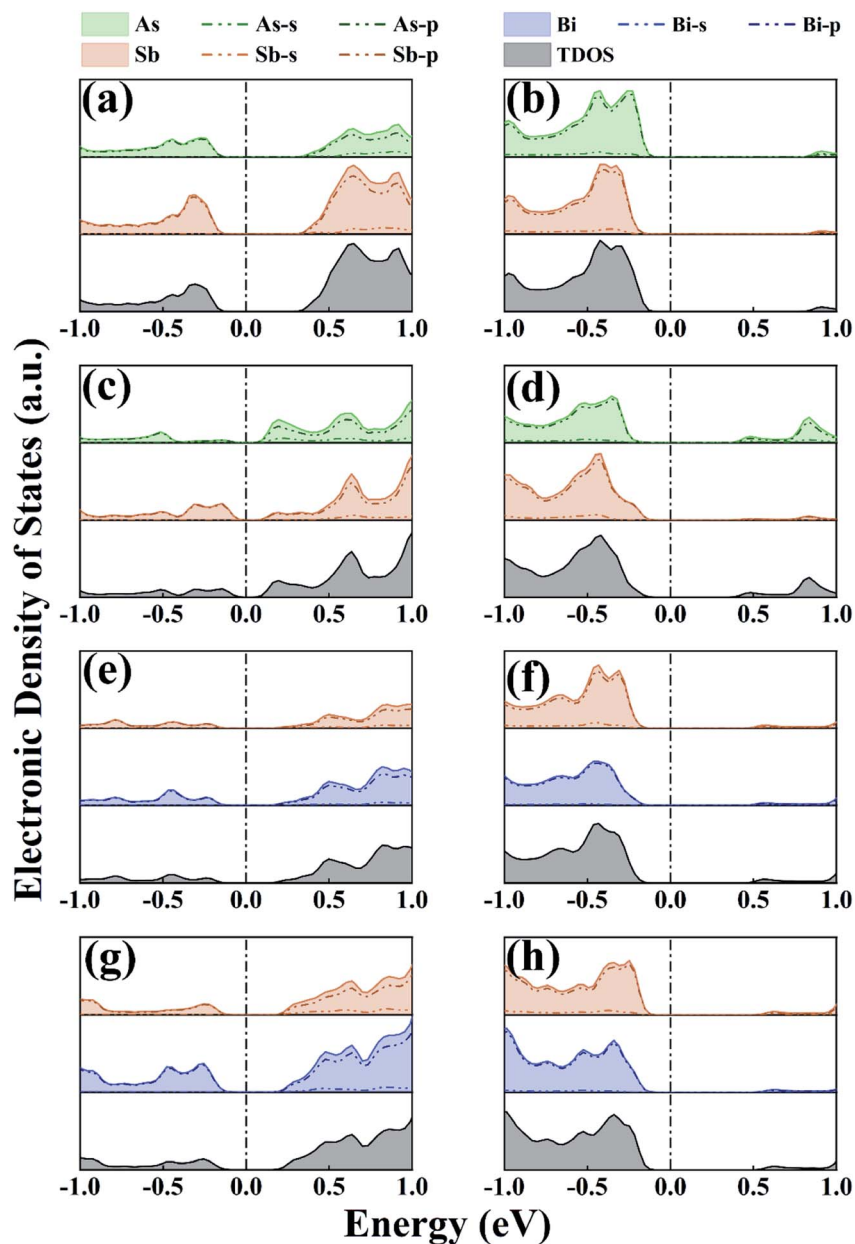 As As-s As-p Bi Bi-s Bi-p
Sb Sb-s Sb-p TDOS
(a) (b)
-1.0 -0.5 0.0 0.5 1.0 -1.0 -0.5 0.0 0.5 1.0
(c) (d)
-1.0 -0.5 0.0 0.5 1.0 -1.0 -0.5 0.0 0.5 1.0
(e) (f)
-1.0 -0.5 0.0 0.5 1.0 -1.0 -0.5 0.0 0.5 1.0
(g) (h)
-1.0 -0.5 0.0 0.5 1.0 -1.0 -0.5 0.0 0.5 1.0
Electronic Density of States (a.u.)
Energy (eV)